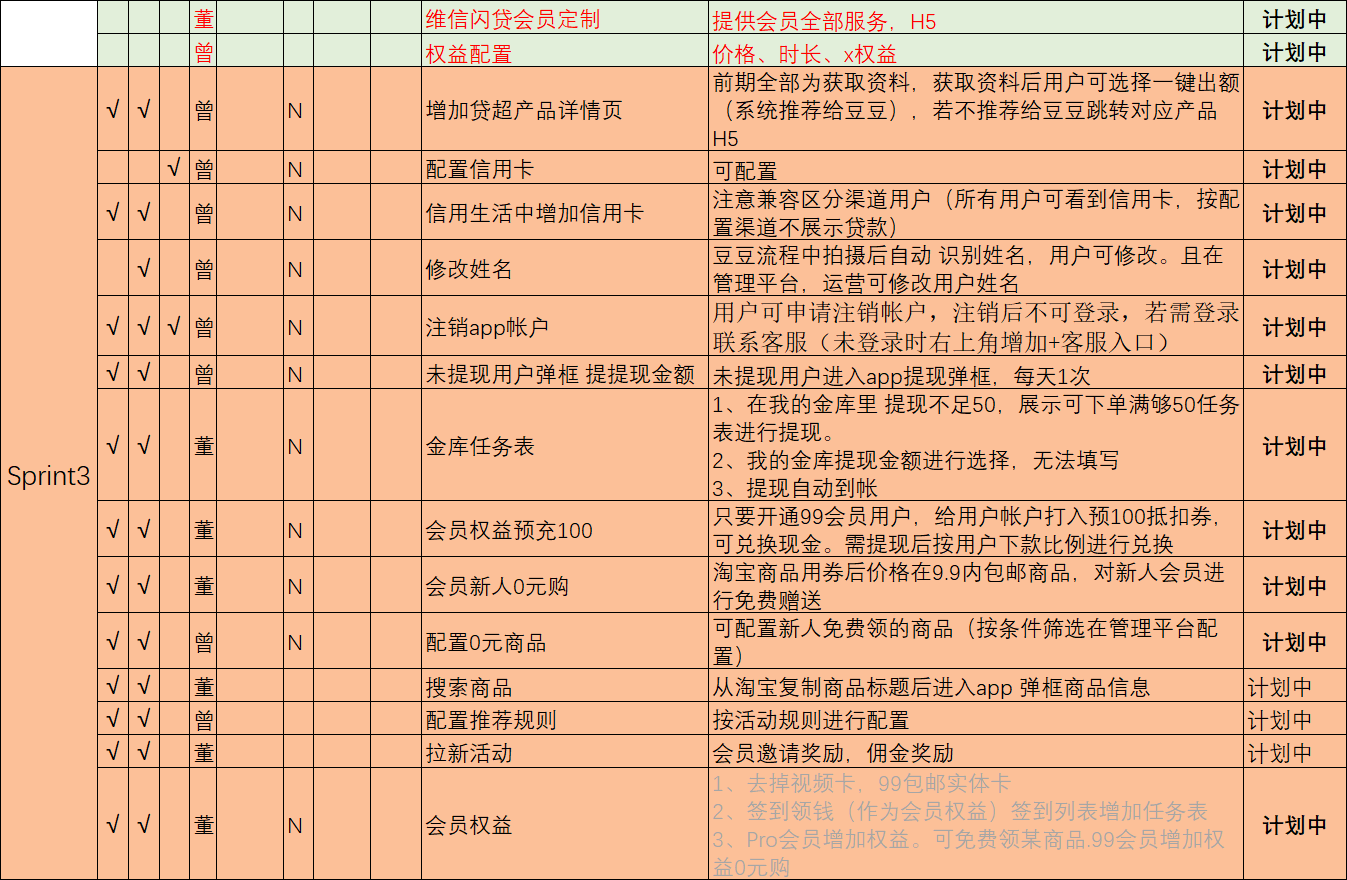 董 维信闪贷会员定制 提供会员全部服务，H5 计划中
曾 权益配置 价格、时长、x权益 计划中
Sprint3
√ √ 曾 N 增加贷超产品详情页 前期全部为获取资料，获取资料后用户可选择一键出额
（系统推荐给豆豆），若不推荐给豆豆跳转对应产品
H5 计划中
√ 曾 N 配置信用卡 可配置 计划中
√ √ 曾 N 信用生活中增加信用卡 注意兼容区分渠道用户（所有用户可看到信用卡，按配
置渠道不展示贷款） 计划中
√ 曾 N 修改姓名 豆豆流程中拍摄后自动 识别姓名，用户可修改。且在
管理平台，运营可修改用户姓名 计划中
√ √ √ 曾 N 注销app帐户 用户可申请注销帐户，注销后不可登录，若需登录
联系客服（未登录时右上角增加+客服入口） 计划中
√ √ 曾 N 未提现用户弹框 提提现金额 未提现用户进入app提现弹框，每天1次 计划中
√ √ 董 N 金库任务表 1、在我的金库里 提现不足50，展示可下单满够50任务
表进行提现。
2、我的金库提现金额进行选择，无法填写
3、提现自动到帐 计划中
√ √ 董 N 会员权益预充100 只要开通99会员用户，给用户帐户打入预100抵扣券，
可兑换现金。需提现后按用户下款比例进行兑换 计划中
√ √ 董 N 会员新人0元购 淘宝商品用券后价格在9.9内包邮商品，对新人会员进
行免费赠送 计划中
√ √ 曾 N 配置0元商品 可配置新人免费领的商品（按条件筛选在管理平台配
置） 计划中
√ √ 董 搜索商品 从淘宝复制商品标题后进入app 弹框商品信息 计划中
√ √ 曾 配置推荐规则 按活动规则进行配置 计划中
√ √ 董 拉新活动 会员邀请奖励，佣金奖励 计划中
√ √ 董 N 会员权益 1、去掉视频卡，99包邮实体卡
2、签到领钱（作为会员权益）签到列表增加任务表
3、Pro会员增加权益。可免费领某商品.99会员增加权
益0元购 计划中